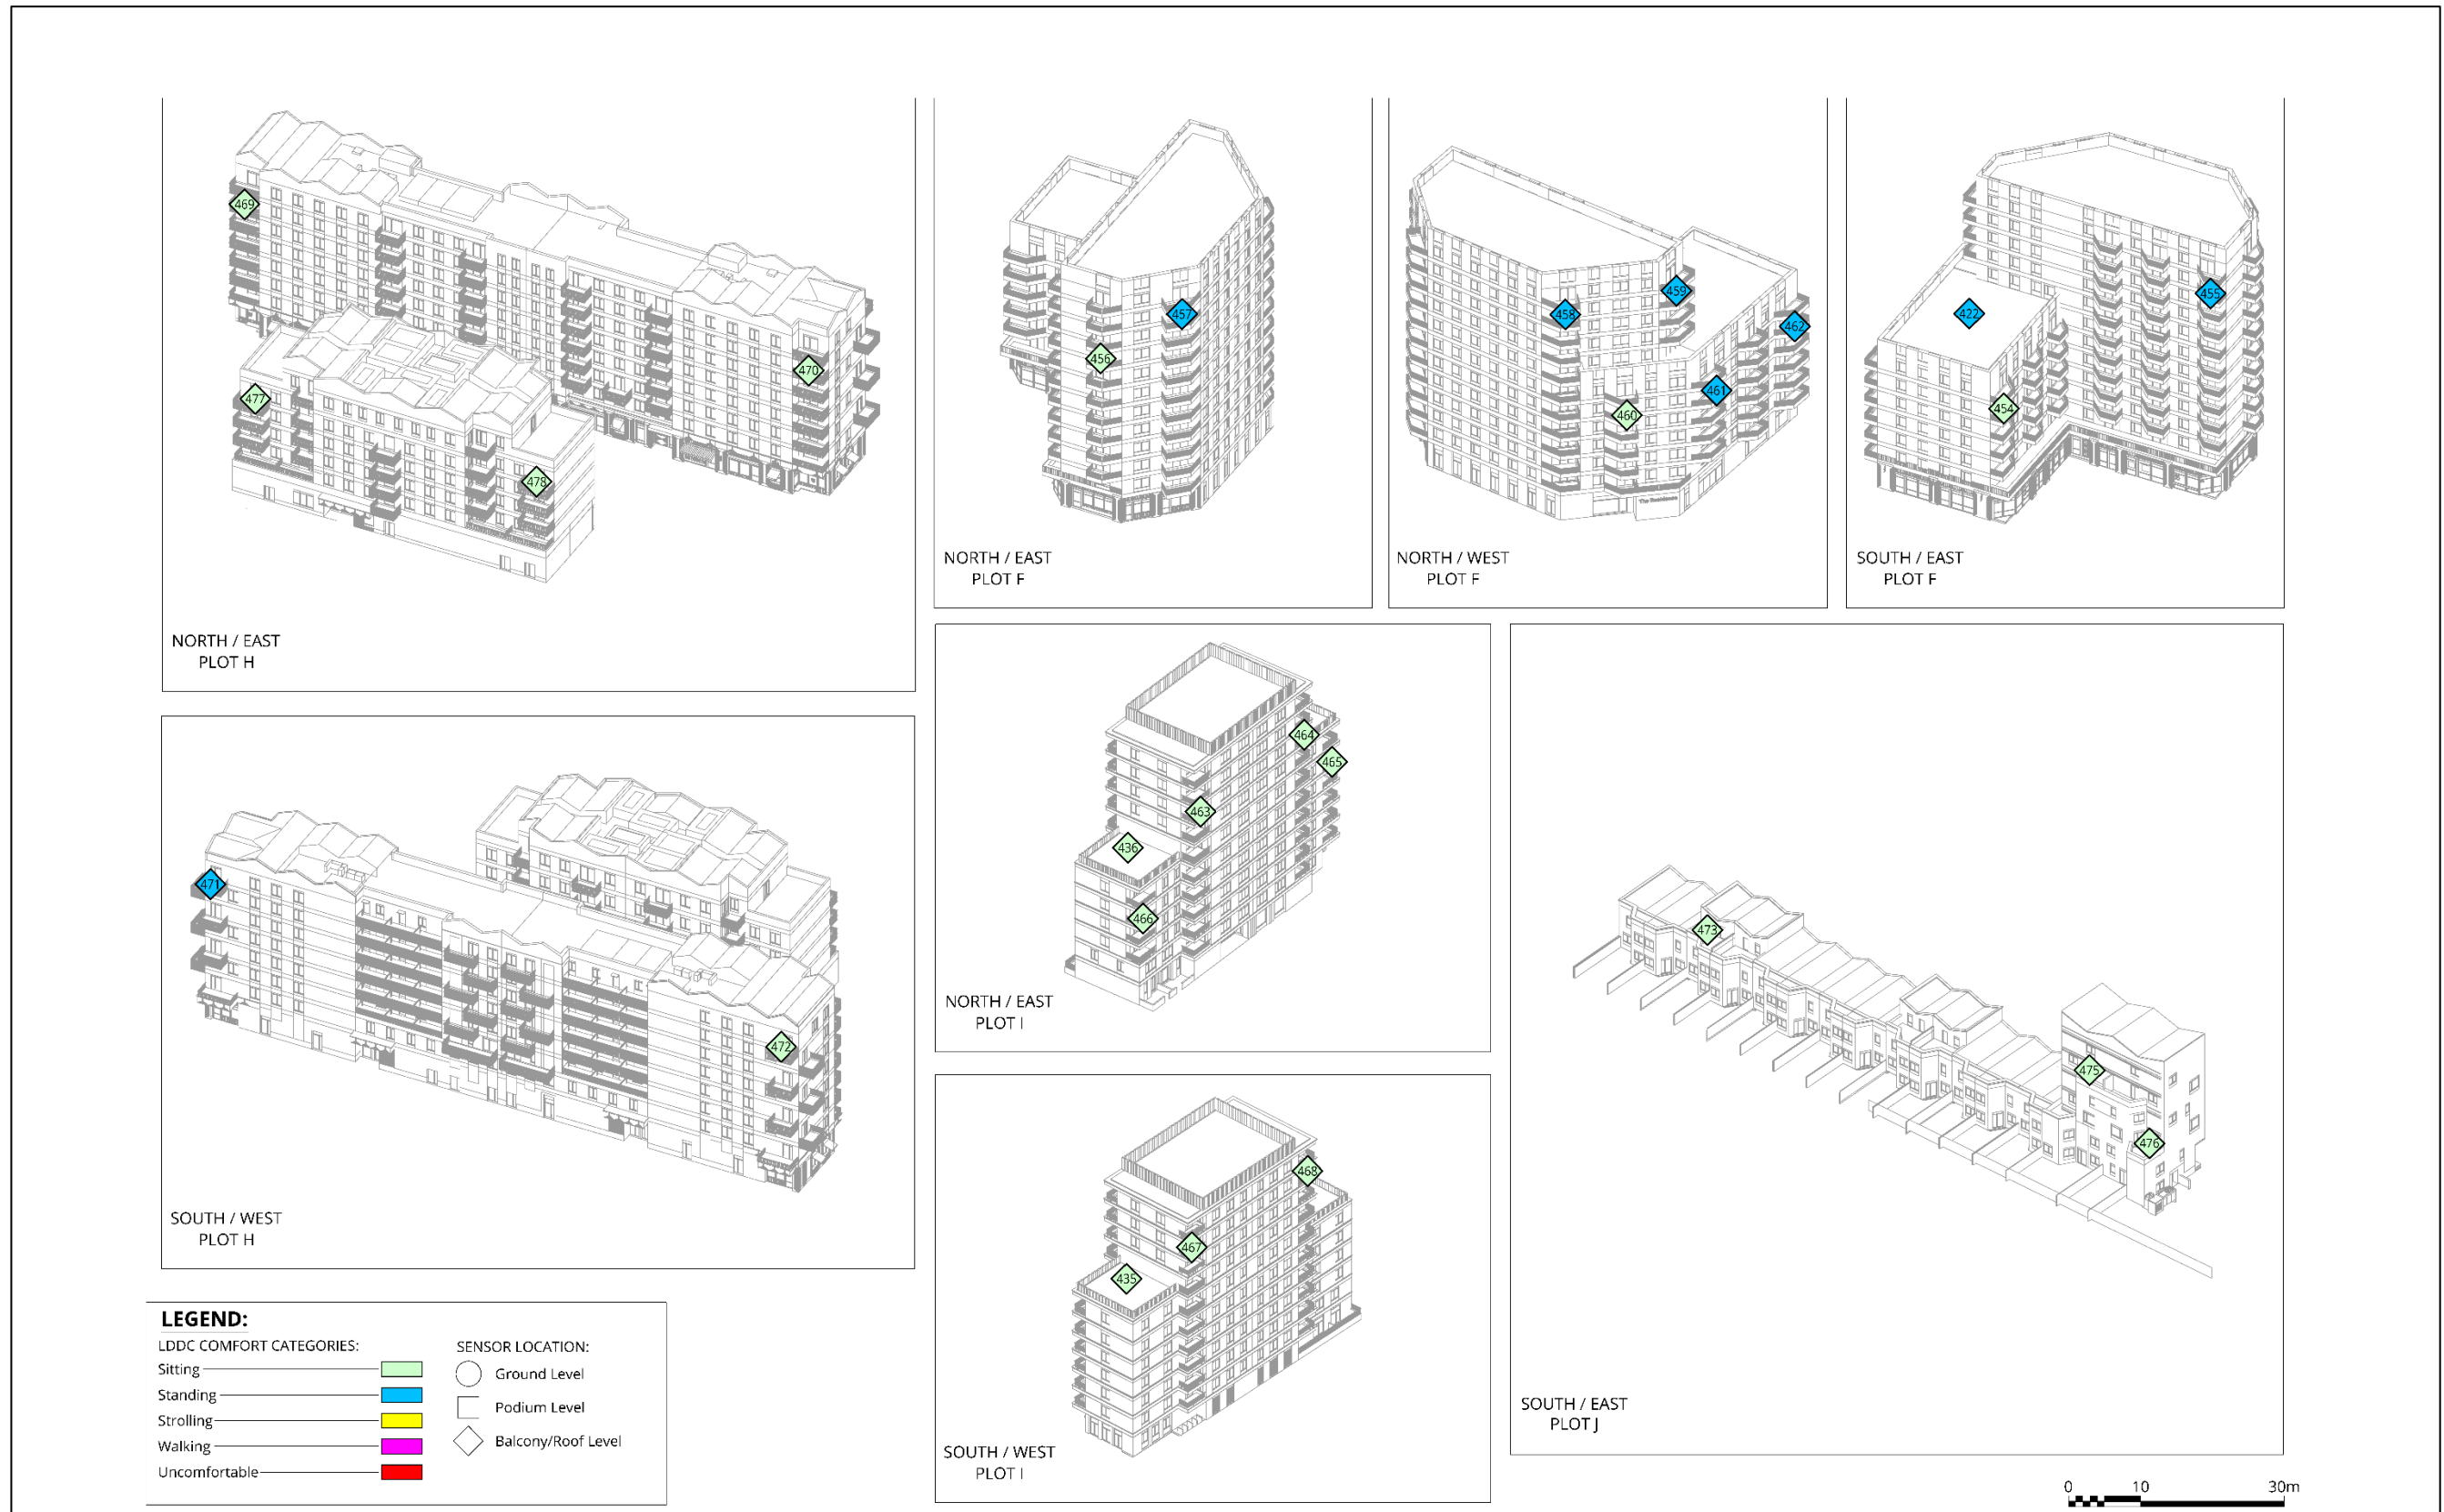 469
470
477
478
NORTH / EAST
PLOT H
457
456
NORTH / EAST
PLOT F
459
458
462
461
460
The Residence
NORTH / WEST
PLOT F
455
422
454
SOUTH / EAST
PLOT F
471
472
SOUTH / WEST
PLOT H
464
465
463
436
466
NORTH / EAST
PLOT I
468
467
435
SOUTH / WEST
PLOT I
473
475
476
SOUTH / EAST
PLOT J
LEGEND:
LDDC COMFORT CATEGORIES:
Sitting
Standing
Strolling
Walking
Uncomfortable
SENSOR LOCATION:
Ground Level
Podium Level
Balcony/Roof Level
0 10 30m